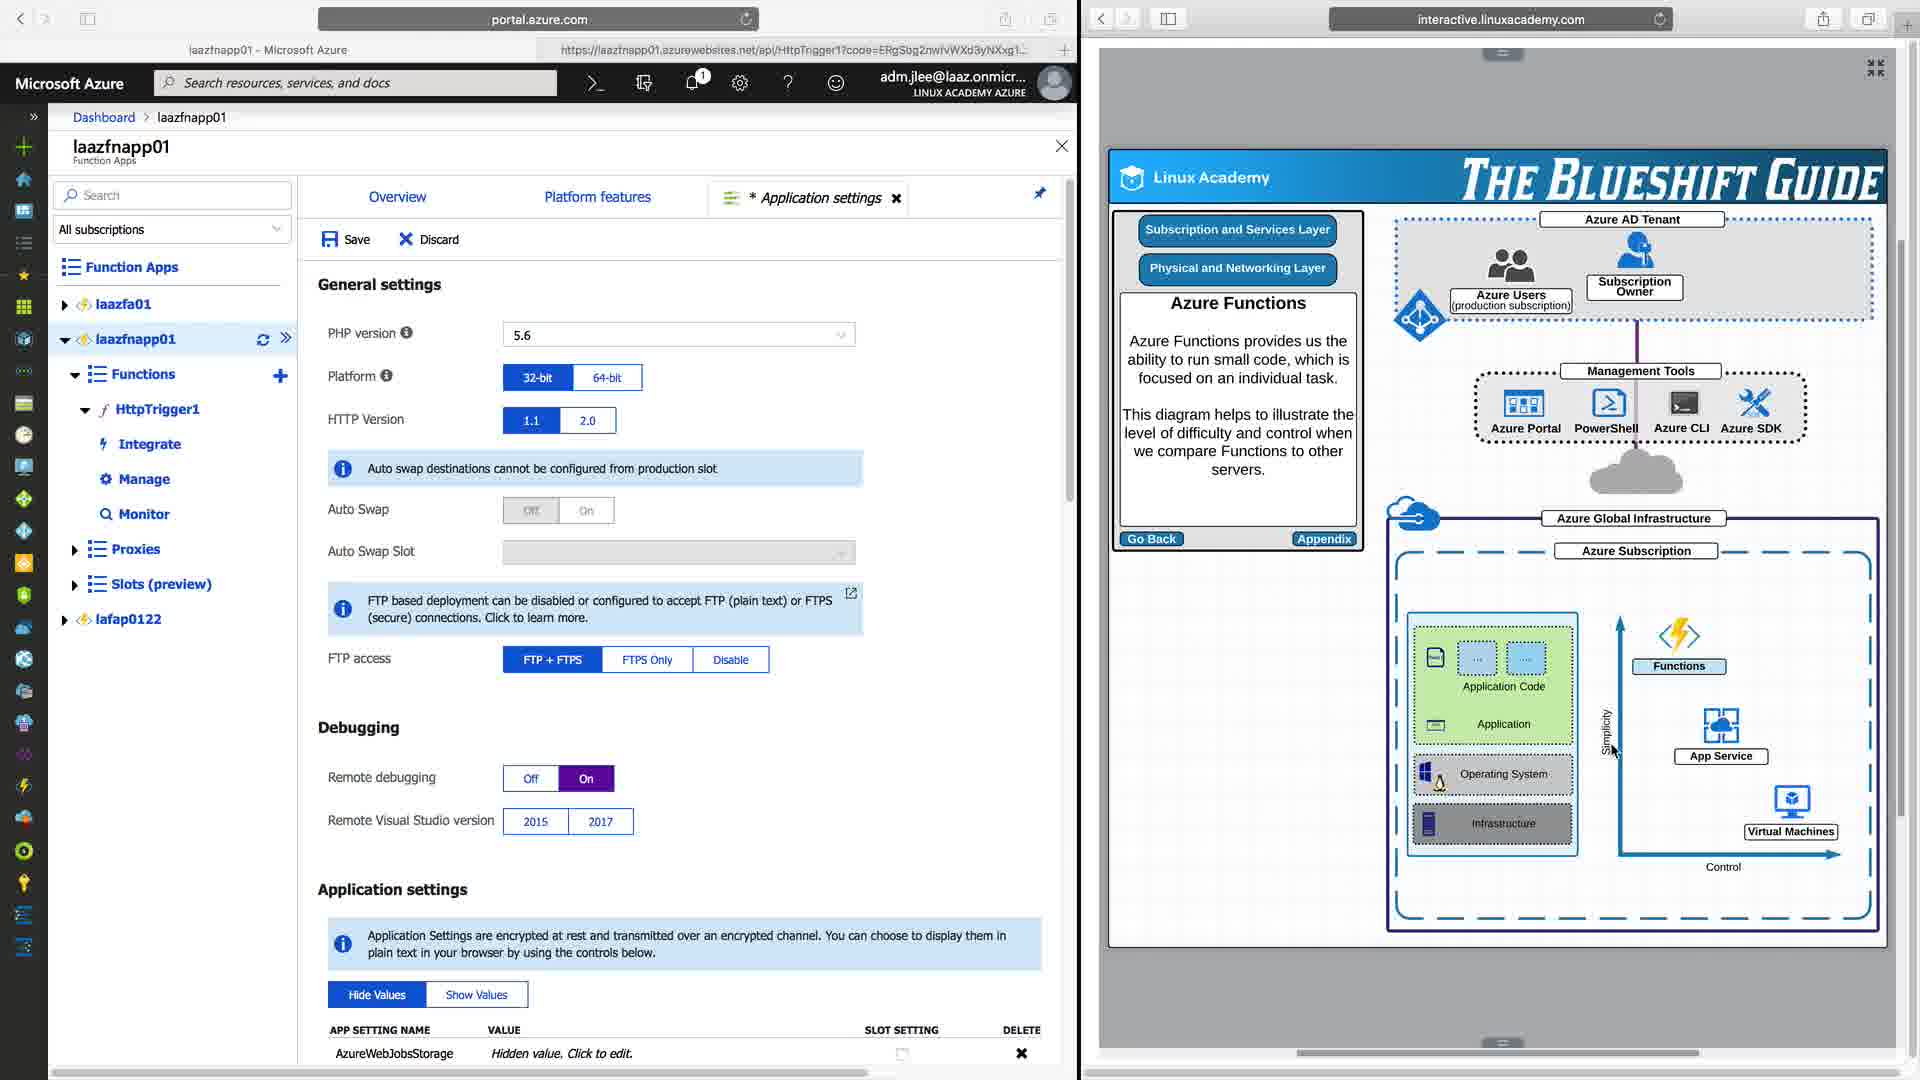 portal.azure.com
laazfnapp01 - Microsoft Azure
Microsoft Azure
Search resources, services, and docs
1
adm.jlee@laaz.onmicr...
LINUX ACADEMY AZURE
Dashboard > laazfnapp01
laazfnapp01
Function Apps
Search
All subscriptions
Function Apps
laazfa01
laazfnapp01
Functions
HttpTrigger1
Integrate
Manage
Monitor
Proxies
Slots (preview)
lafap0122
Overview
Platform features
* Application settings
Save
Discard
General settings
PHP version
5.6
Platform
32-bit
64-bit
HTTP Version
1.1
2.0
Auto swap destinations cannot be configured from production slot
Auto Swap
Off
On
Auto Swap Slot
FTP based deployment can be disabled or configured to accept FTP (plain text) or FTPS
(secure) connections. Click to learn more.
FTP access
FTP + FTPS
FTPS Only
Disable
Debugging
Remote debugging
Off
On
Remote Visual Studio version
2015
2017
Application settings
Application Settings are encrypted at rest and transmitted over an encrypted channel. You can choose to display them in
plain text in your browser by using the controls below.
Hide Values
Show Values
APP SETTING NAME
VALUE
SLOT SETTING
DELETE
AzureWebJobsStorage
Hidden value. Click to edit.
interactive.linuxacademy.com
Linux Academy
THE BLUESHIFT GUIDE
Subscription and Services Layer
Physical and Networking Layer
Azure Functions
Azure Functions provides us the
ability to run small code, which is
focused on an individual task.
This diagram helps to illustrate the
level of difficulty and control when
we compare Functions to other
servers.
Go Back
Appendix
Azure AD Tenant
Azure Users
(production subscription)
Subscription
Owner
Management Tools
Azure Portal
PowerShell
Azure CLI
Azure SDK
Azure Global Infrastructure
Azure Subscription
Application Code
Application
Operating System
Infrastructure
Simplicity
Functions
App Service
Virtual Machines
Control